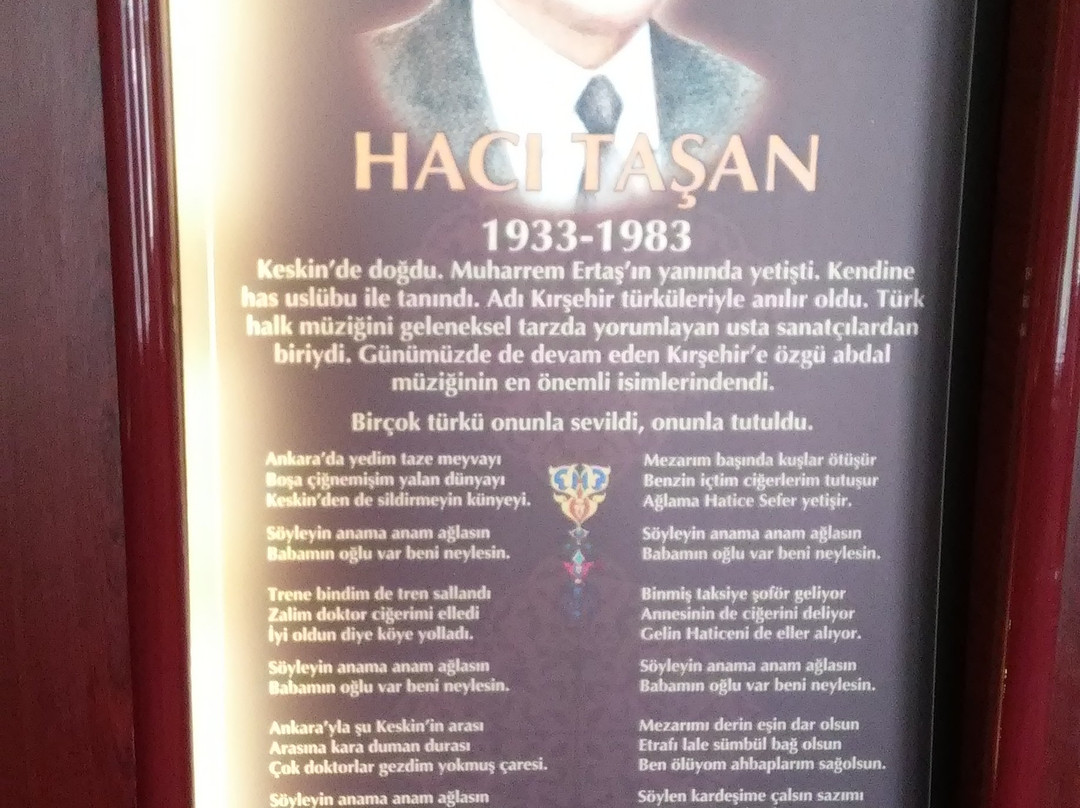 HACI TAŞAN
1933-1983
Keskin'de doğdu. Muharrem Ertaş'ın yanında yetişti. Kendine
has uslübu ile tanındı. Adı Kırşehir türküleriyle anılır oldu. Türk
halk müziğini geleneksel tarzda yorumlayan usta sanatçılardan
biriydi. Günümüzde de devam eden Kırşehir'e özgü abdal
müziğinin en önemli isimlerindendi.
Birçok türkü onunla sevildi, onunla tutuldu.
Ankara'da yedim taze meyvayı
Boşa çiğnemişim yalan dünyayı
Keskin'den de sildirmeyin künyeyi.
Söyleyin anama anam ağlasın
Babamın oğlu var beni neylesin.
Trene bindim de tren sallandı
Zalim doktor ciğerimi elledi
İyi oldun diye köye yolladı.
Söyleyin anama anam ağlasın
Babamın oğlu var beni neylesin.
Ankara'yla şu Keskin'in arası
Arasına kara duman durası
Çok doktorlar gezdim yokmuş çaresi.
Söyleyin anama anam ağlasın
Mezarım başında kuşlar ötüşür
Benzin içtim ciğerlerim tutuşur
Ağlama Hatice Sefer yetişir.
Söyleyin anama anam ağlasın
Babamın oğlu var beni neylesin.
Binmiş taksiye şoför geliyor
Annesinin de ciğerini deliyor
Gelin Haticeni de eller alıyor.
Söyleyin anama anam ağlasın
Babamın oğlu var beni neylesin.
Mezarımı derin eşin dar olsun
Etrafı lale sümbül bağ olsun
Ben ölüyom ahbaplarım sağolsun.
Söylen kardeşime çalsın sazımı